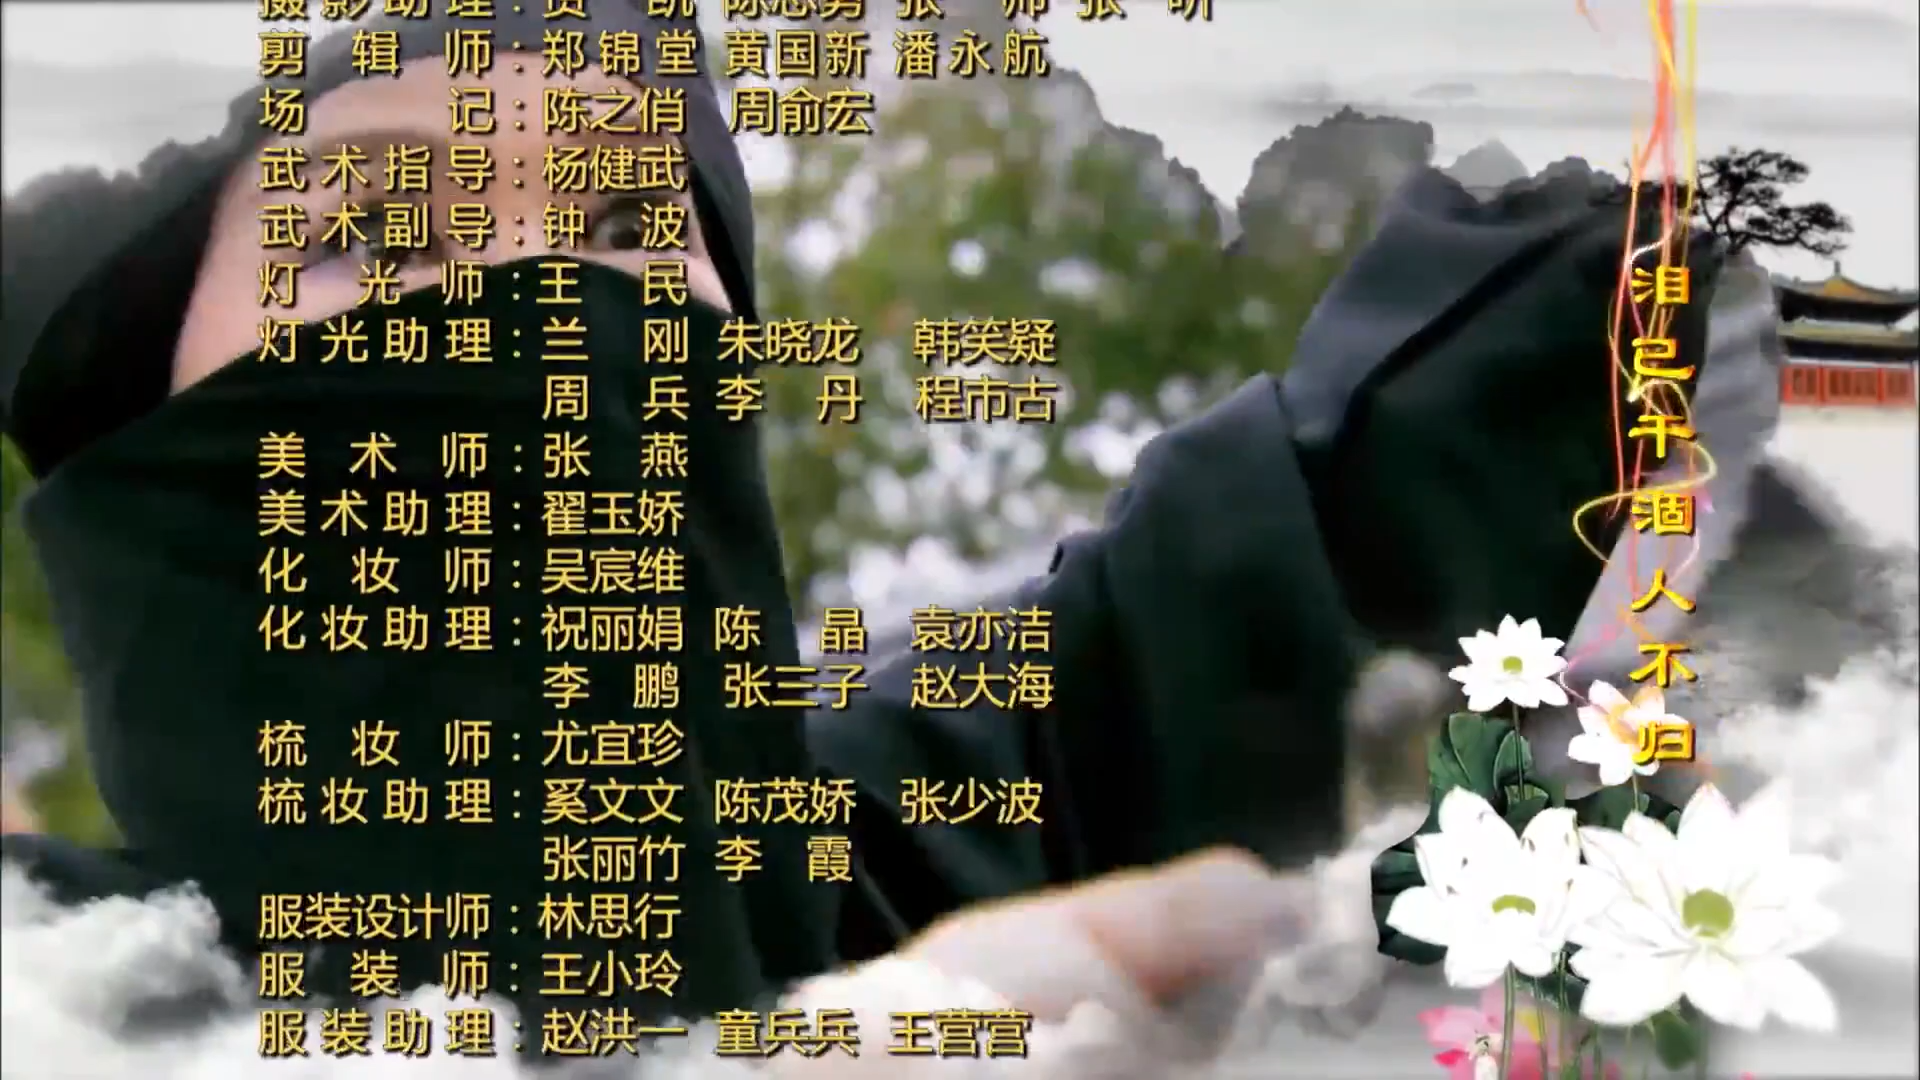 剪辑师：郑锦堂 黄国新 潘永航
场记：陈之俏 周俞宏
武术指导：杨健武
武术副导：钟波
灯光师：王民
灯光助理：兰刚 朱晓龙 韩笑疑
周兵 李丹 程市古
美术师：张燕
美术助理：翟玉娇
化妆师：吴宸维
化妆助理：祝丽娟 陈晶 袁亦洁
李鹏 张三子 赵大海
梳妆师：尤宜珍
梳妆助理：奚文文 陈茂娇 张少波
张丽竹 李霞
服装设计师：林思行
服装师：王小玲
服装助理：赵洪一 童兵兵 王营营
泪已干涸人不归